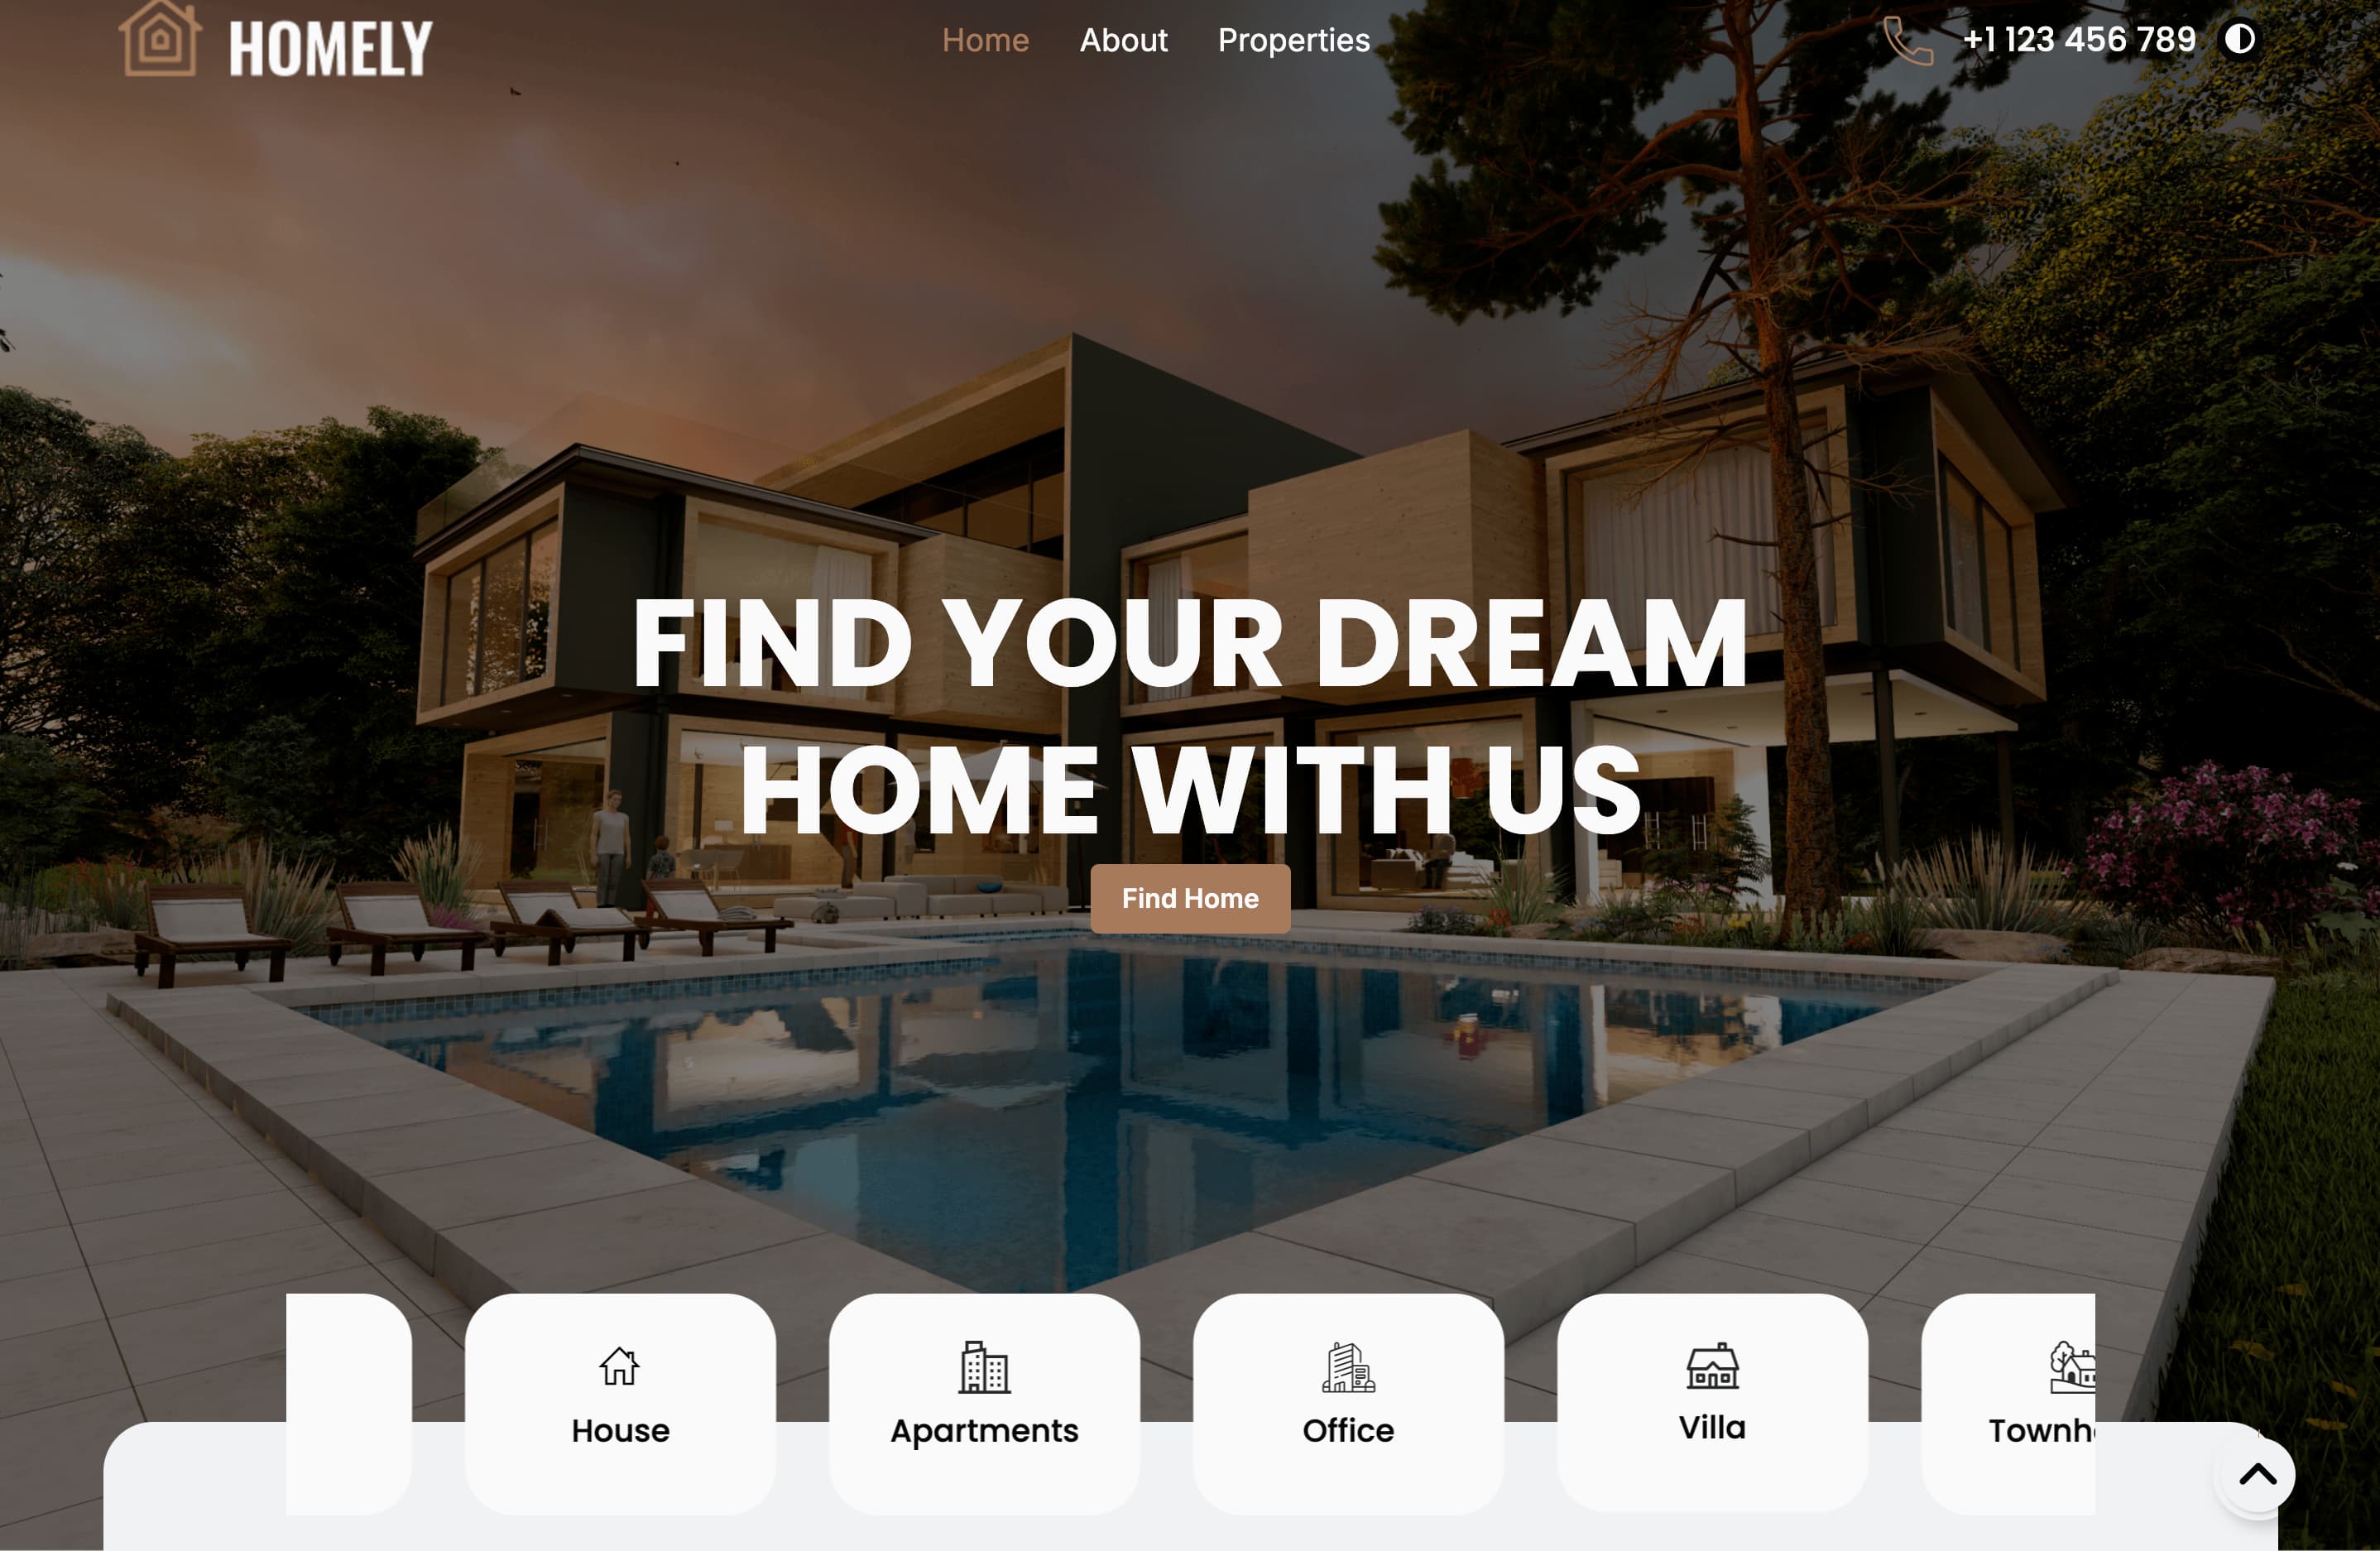 HOMELY
Home About Properties
+1 123 456 789
FIND YOUR DREAM
HOME WITH US
Find Home
House
Apartments
Office
Villa
Townh